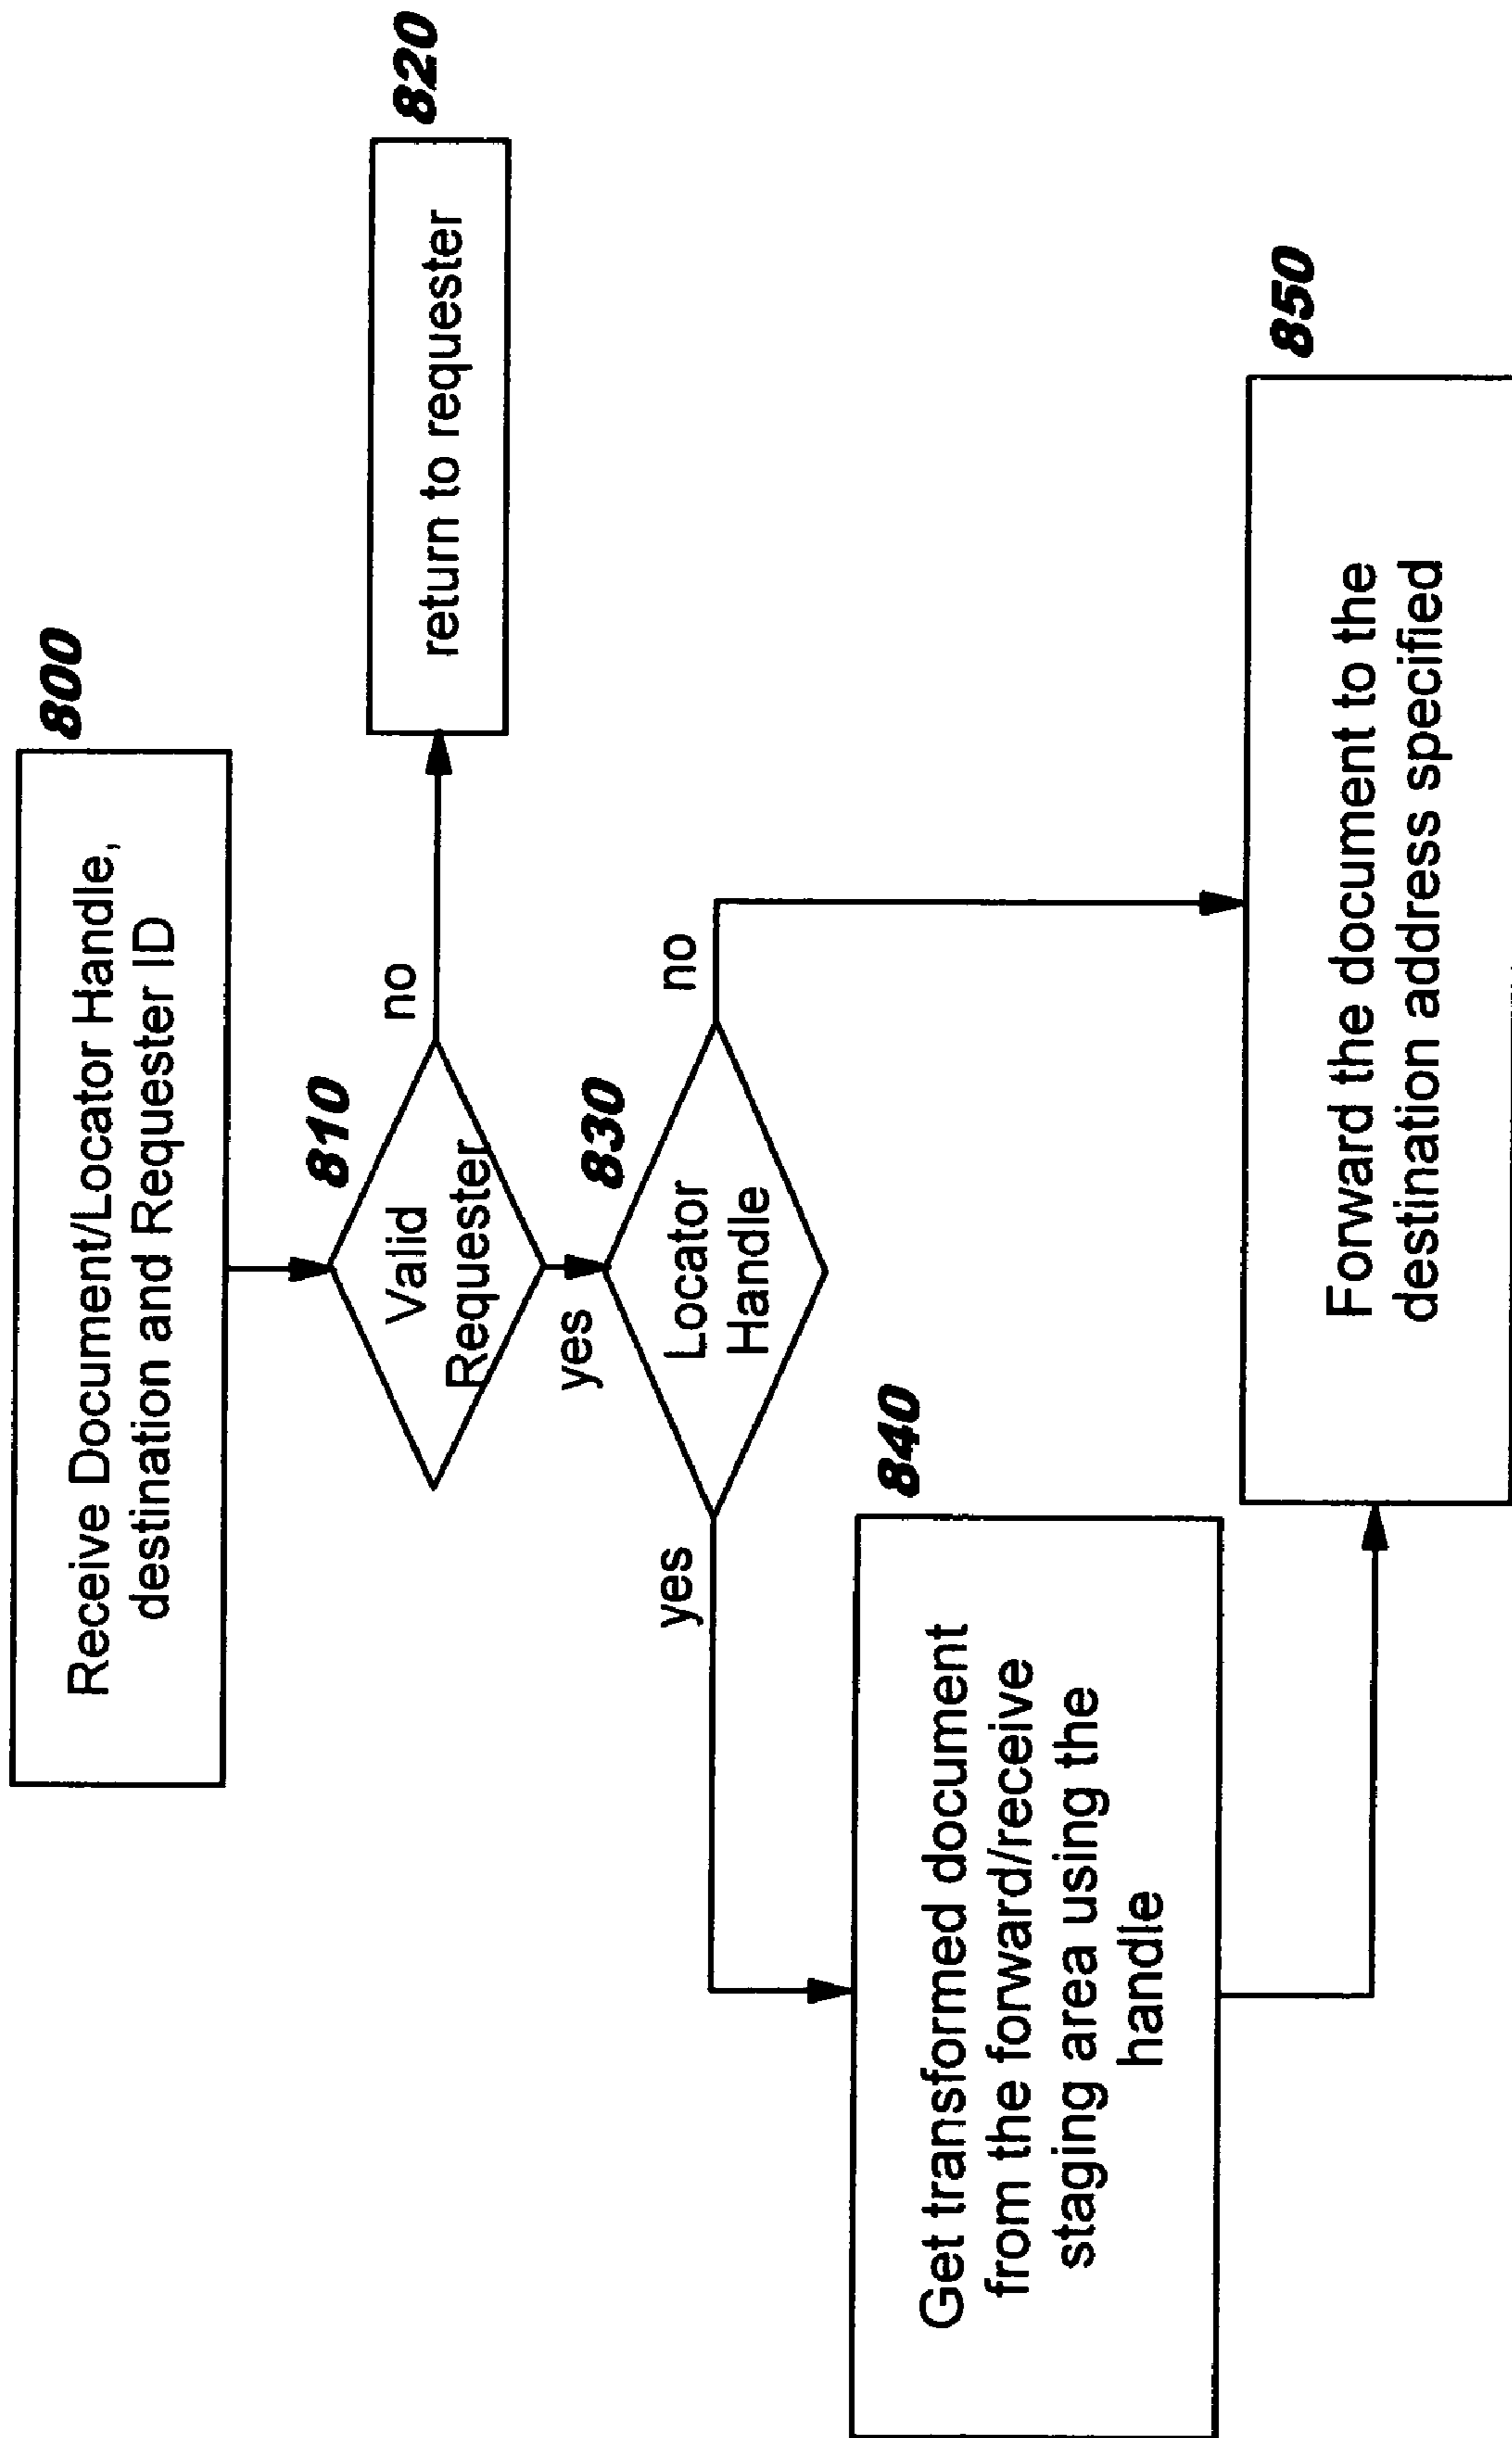 800
Receive Document/Locator Handle,
destination and Requester ID
810
Valid
Requester
no
820
return to requester
yes
830
Locator
Handle
yes
no
840
Get transformed document
from the forward/receive
staging area using the
handle
850
Forward the document to the
destination address specified